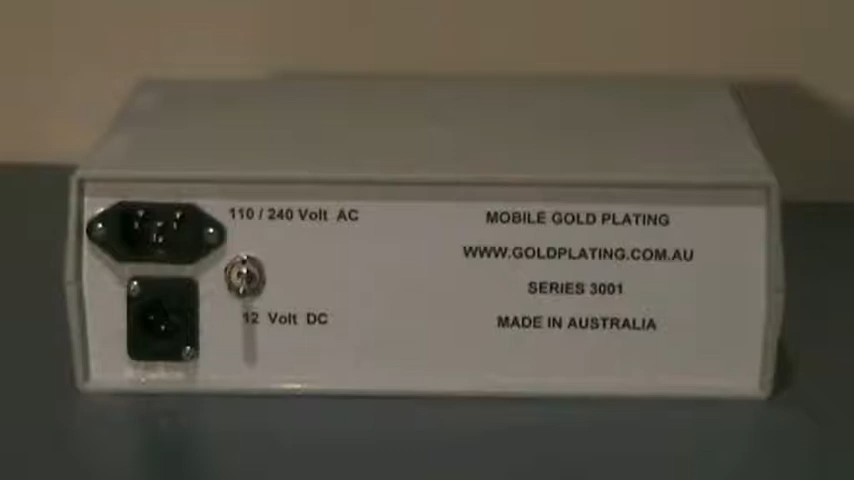 110 / 240 Volt AC
12 Volt DC
MOBILE GOLD PLATING
WWW.GOLDPLATING.COM.AU
SERIES 3001
MADE IN AUSTRALIA